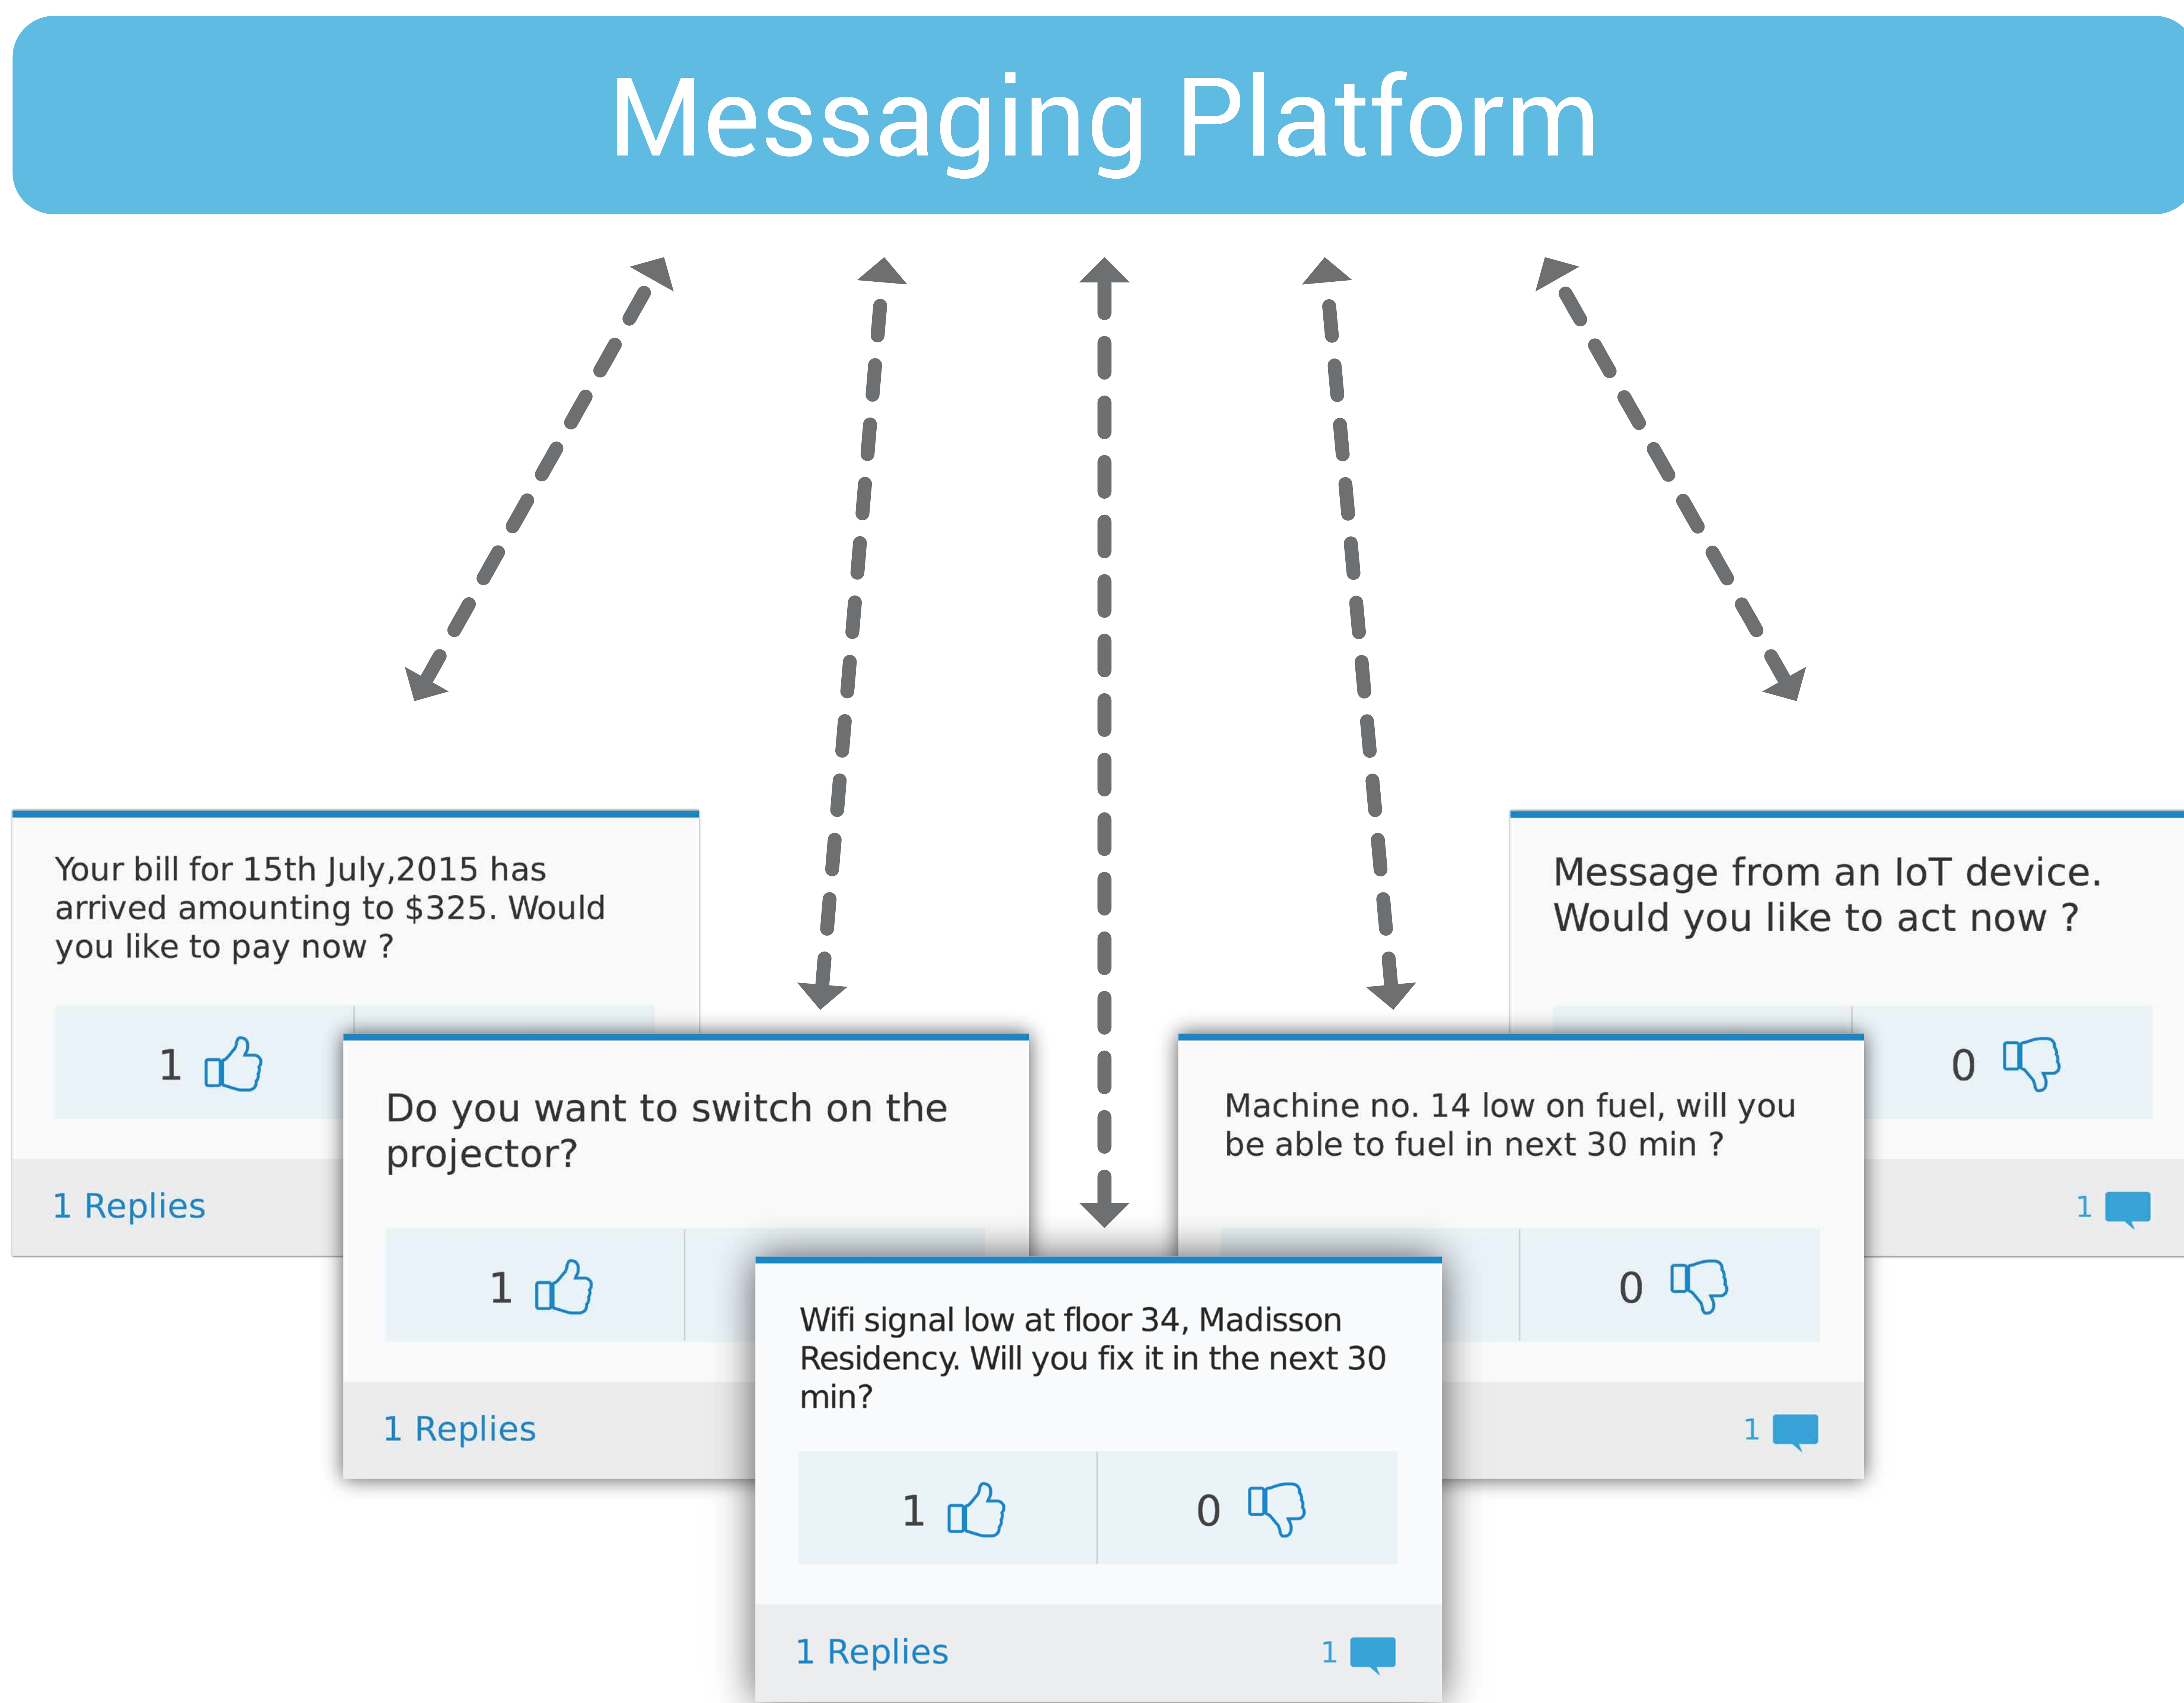 Messaging Platform
Your bill for 15th July,2015 has
arrived amounting to $325. Would
you like to pay now ?
1
1 Replies
Message from an IoT device.
Would you like to act now ?
0
1
Do you want to switch on the
projector?
1
1 Replies
Machine no. 14 low on fuel, will you
be able to fuel in next 30 min ?
0
1
Wifi signal low at floor 34, Madisson
Residency. Will you fix it in the next 30
min?
1 0
1 Replies 1